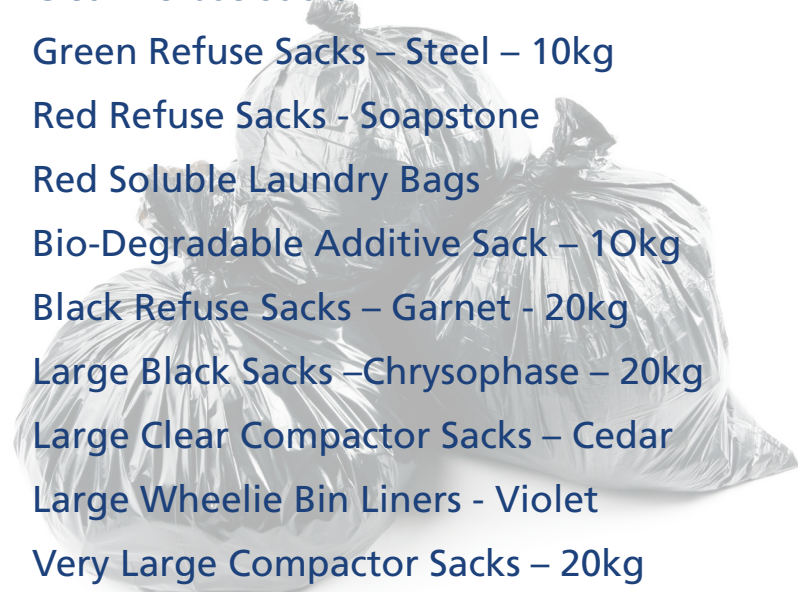 Green Refuse Sacks – Steel – 10kg
Red Refuse Sacks - Soapstone
Red Soluble Laundry Bags
Bio-Degradable Additive Sack – 1Okg
Black Refuse Sacks – Garnet - 20kg
Large Black Sacks –Chrysophase – 20kg
Large Clear Compactor Sacks – Cedar
Large Wheelie Bin Liners - Violet
Very Large Compactor Sacks – 20kg